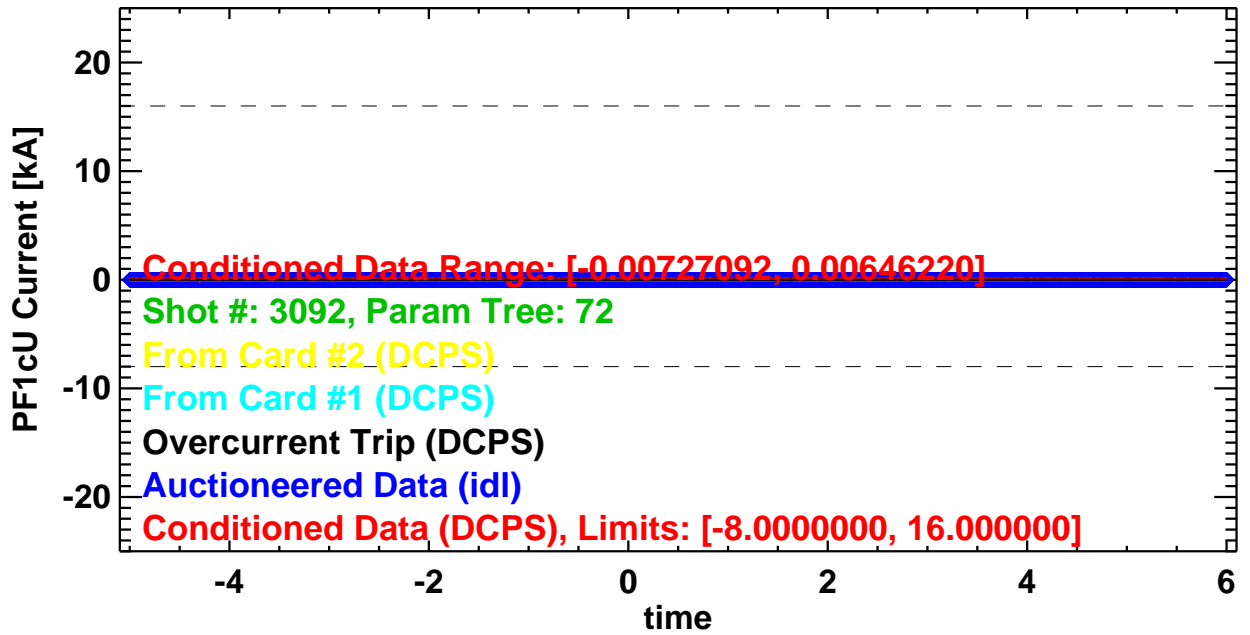 20
10
0
-10
-20
PF1cU Current [kA]
Conditioned Data Range: [-0.00727092, 0.00646220]
Shot #: 3092, Param Tree: 72
From Card #2 (DCPS)
From Card #1 (DCPS)
Overcurrent Trip (DCPS)
Auctioneered Data (idl)
Conditioned Data (DCPS), Limits: [-8.0000000, 16.000000]
-4 -2 0 2 4 6
time